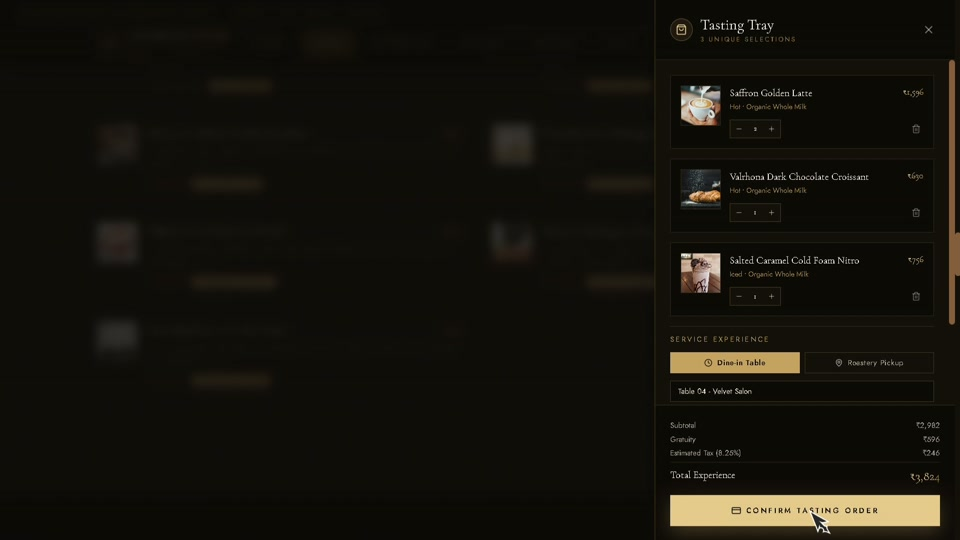 Tasting Tray
3 UNIQUE SELECTIONS
Saffron Golden Latte
₹1,596
Hot · Organic Whole Milk
2
Valrhona Dark Chocolate Croissant
₹630
Hot · Organic Whole Milk
1
Salted Caramel Cold Foam Nitro
₹756
Iced · Organic Whole Milk
1
SERVICE EXPERIENCE
Dine-in Table
Roastery Pickup
Table 04 - Velvet Salon
Subtotal
₹2,982
Gratuity
₹596
Estimated Tax (8.25%)
₹246
Total Experience
₹3,824
CONFIRM TASTING ORDER